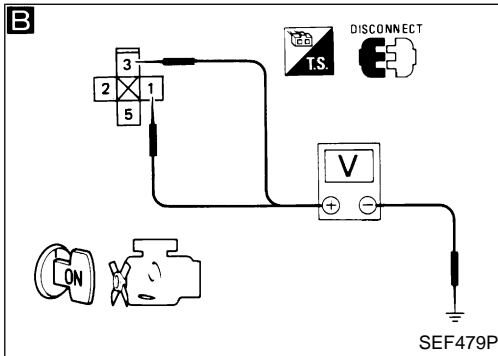 B
DISCONNECT
T.S.
3
2 1
5
V
+ −
ON
SEF479P